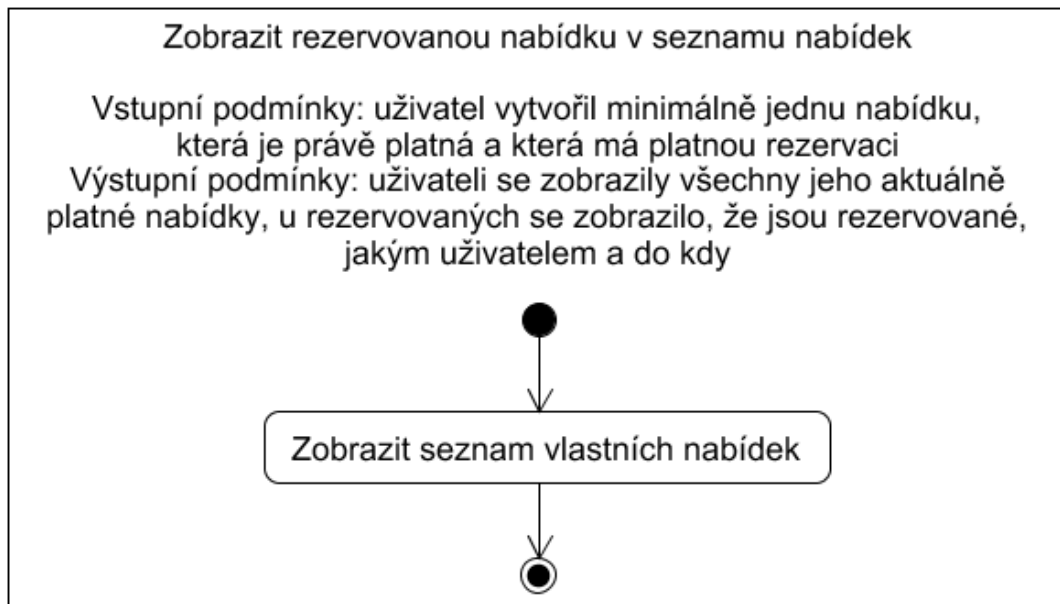 Zobrazit rezervovanou nabídku v seznamu nabídek
Vstupní podmínky: uživatel vytvořil minimálně jednu nabídku,
která je právě platná a která má platnou rezervaci
Výstupní podmínky: uživateli se zobrazily všechny jeho aktuálně
platné nabídky, u rezervovaných se zobrazilo, že jsou rezervované,
jakým uživatelem a do kdy
Zobrazit seznam vlastních nabídek